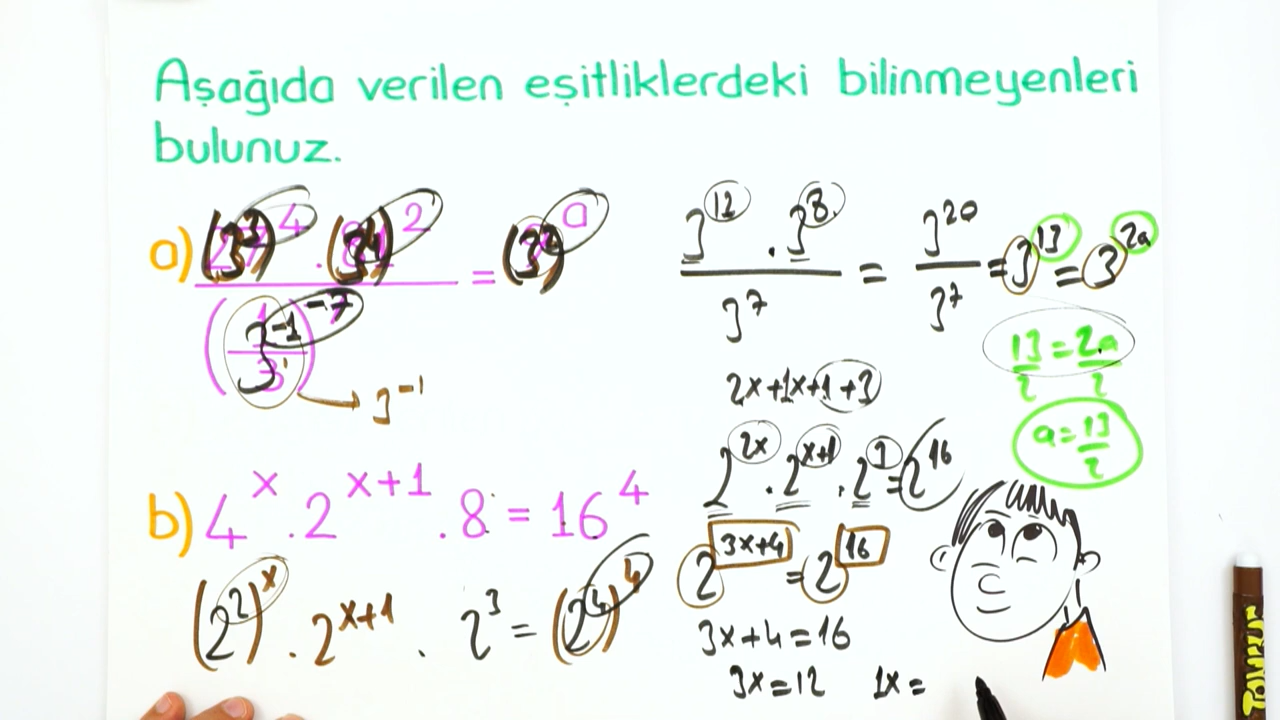 Aşağıda verilen eşitliklerdeki bilinmeyenleri
bulunuz.
a) (3³)⁴ . (3⁴)² / (3⁻¹)⁻⁷ = (3²)ᵃ
→ 3⁻¹
3¹² . 3⁸ / 3⁷ = 3²ᵃ / 3⁷ = 3¹³ = 3²ᵃ
13/2 = 2a/2
a = 13/2
b) 4ˣ . 2ˣ⁺¹ . 8 = 16⁴
(2²)ˣ . 2ˣ⁺¹ . 2³ = (2⁴)⁴
2x+1x+1+3
2²ˣ . 2ˣ⁺¹ . 2³ = 2¹⁶
2³ˣ⁺⁴ = 2¹⁶
3x+4=16
3x=12 1x=